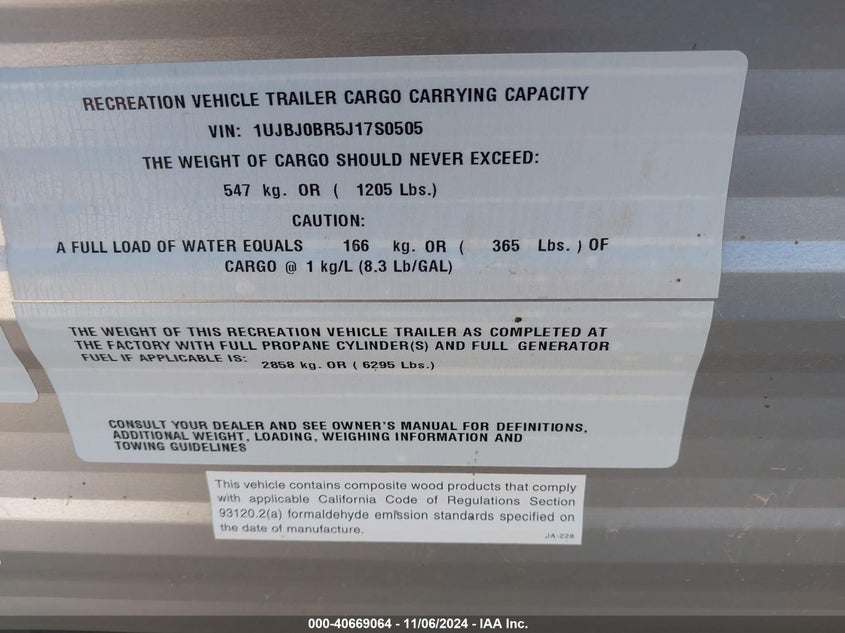 RECREATION VEHICLE TRAILER CARGO CARRYING CAPACITY
VIN: 1UJBJ0BR5J17S0505
THE WEIGHT OF CARGO SHOULD NEVER EXCEED:
547 kg. OR ( 1205 Lbs.)
CAUTION:
A FULL LOAD OF WATER EQUALS 166 kg. OR ( 365 Lbs. ) OF
CARGO @ 1 kg/L (8.3 Lb/GAL)
THE WEIGHT OF THIS RECREATION VEHICLE TRAILER AS COMPLETED AT
THE FACTORY WITH FULL PROPANE CYLINDER(S) AND FULL GENERATOR
FUEL IF APPLICABLE IS: 2858 kg. OR ( 6295 Lbs.)
CONSULT YOUR DEALER AND SEE OWNER'S MANUAL FOR DEFINITIONS,
ADDITIONAL WEIGHT, LOADING, WEIGHING INFORMATION AND
TOWING GUIDELINES
This vehicle contains composite wood products that comply
with applicable California Code of Regulations Section
93120.2(a) formaldehyde emission standards specified on
the date of manufacture.
JA-228
000-40669064 - 11/06/2024 - IAA Inc.